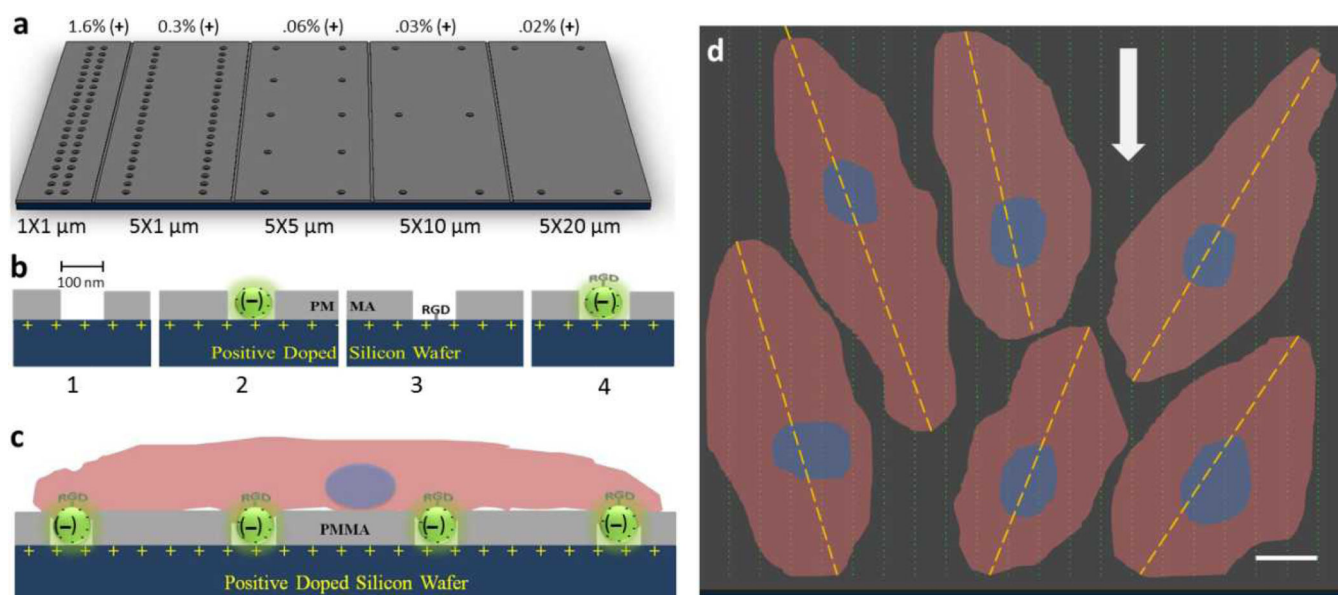 a
1.6% (+) 0.3% (+) .06% (+) .03% (+) .02% (+)
1X1 µm 5X1 µm 5X5 µm 5X10 µm 5X20 µm
b
100 nm
RGD
(-) PM MA RGD (-)
+ + + + + + + + + + + + + + + + + +
Positive Doped Silicon Wafer
1 2 3 4
c
RGD RGD RGD RGD
(-) (-) PMMA (-) (-)
+ + + + + + + + + + + + + + + + + +
Positive Doped Silicon Wafer
d